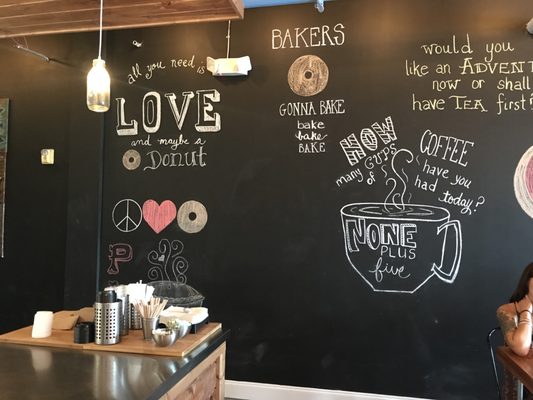 all you need is
LOVE
and maybe a
Donut
P
BAKERS
GONNA BAKE
bake
bake
BAKE
HOW
many CUPS
of
COFFEE
have you
had
today?
NONE
PLUS
five
would you
like an ADVENT
now or shall
have TEA first?